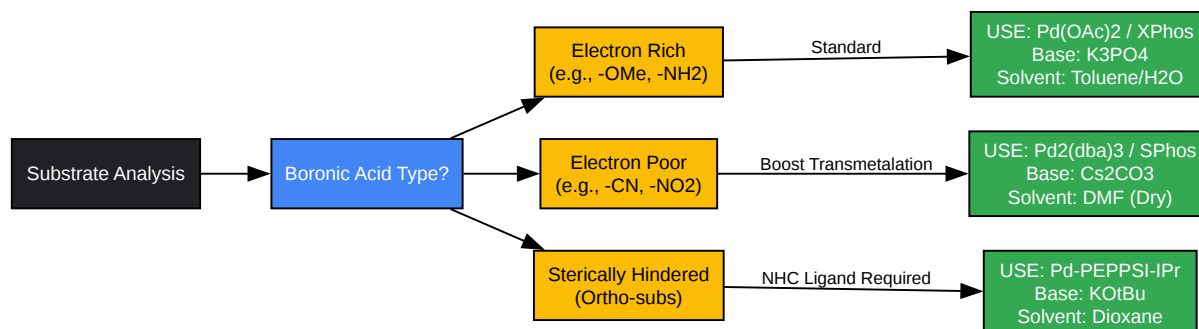 Substrate Analysis
Boronic Acid Type?
Electron Rich
(e.g., -OMe, -NH2)
Standard
USE: Pd(OAc)2 / XPhos
Base: K3PO4
Solvent: Toluene/H2O
Electron Poor
(e.g., -CN, -NO2)
Boost Transmetalation
USE: Pd2(dba)3 / SPhos
Base: Cs2CO3
Solvent: DMF (Dry)
Sterically Hindered
(Ortho-subs)
NHC Ligand Required
USE: Pd-PEPPSI-IPr
Base: KOtBu
Solvent: Dioxane